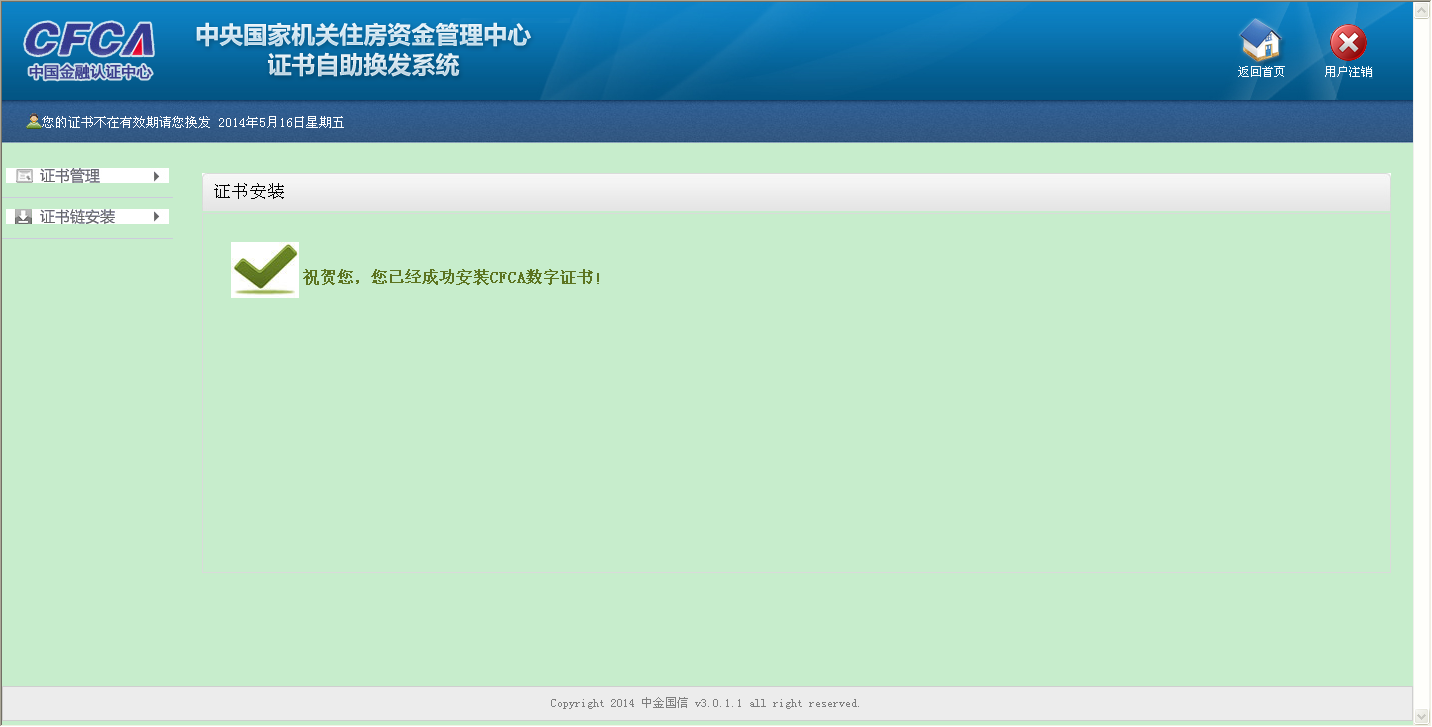 CFCA
中国金融认证中心
中央国家机关住房资金管理中心
证书自助换发系统
返回首页
用户注销
您的证书不在有效期请您换发 2014年5月16日星期五
证书管理
证书链安装
证书安装
祝贺您，您已经成功安装CFCA数字证书!
Copyright 2014 中金国信 v3.0.1.1 all right reserved.